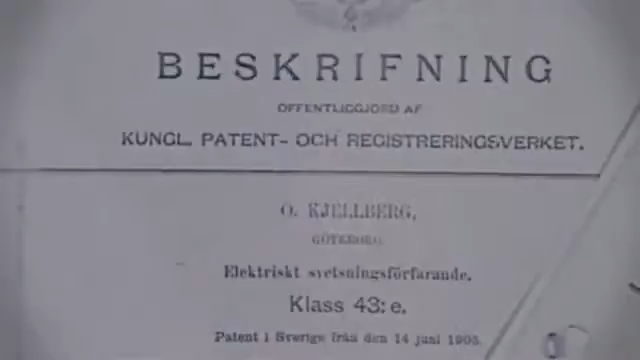 BESKRIFNING
OFFENTLIGGJORD AF
KUNGL. PATENT- OCH REGISTRERINGSVERKET.
O. KJELLBERG,
GÖTEBORG.
Elektriskt svetsningsförfarande.
Klass 43: e.
Patent i Sverige från den 14 juni